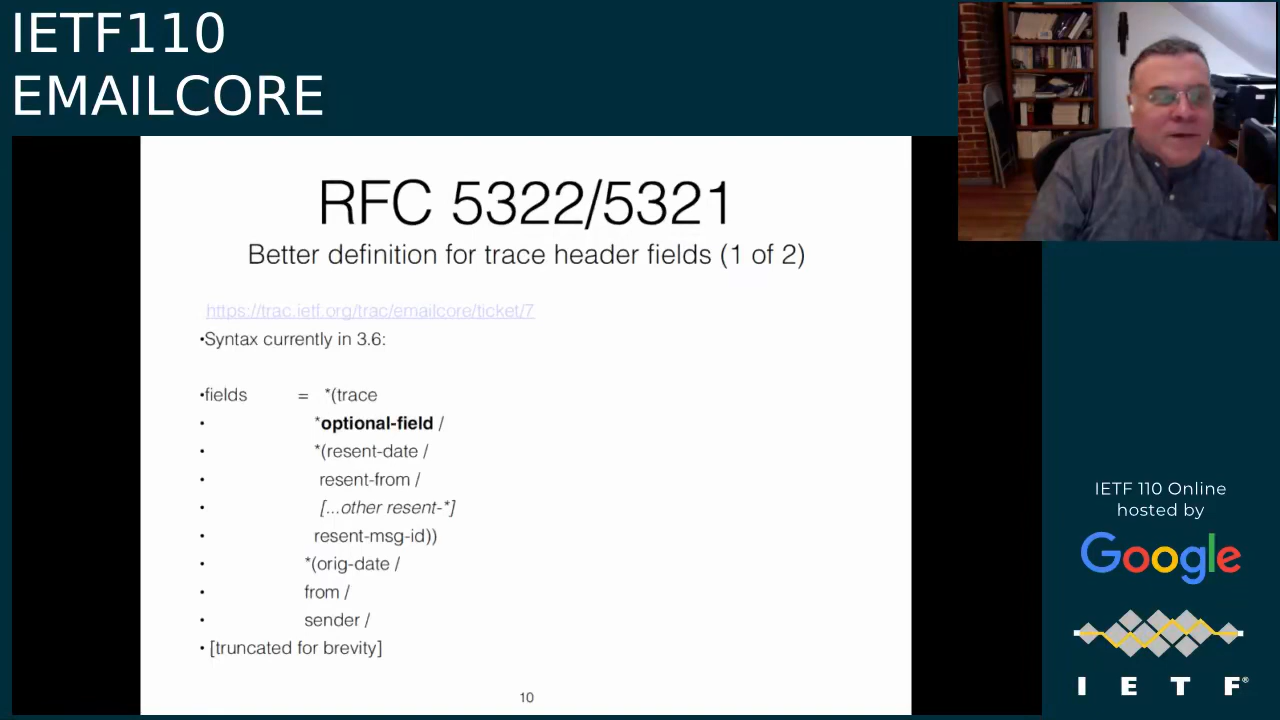 IETF110
EMAILCORE
RFC 5322/5321
Better definition for trace header fields (1 of 2)
https://trac.ietf.org/trac/emailcore/ticket/7
•Syntax currently in 3.6:
•fields = *(trace
• *optional-field /
• *(resent-date /
• resent-from /
• [...other resent-*]
• resent-msg-id))
• *(orig-date /
• from /
• sender /
• [truncated for brevity]
10
IETF 110 Online
hosted by
Google
I E T F®